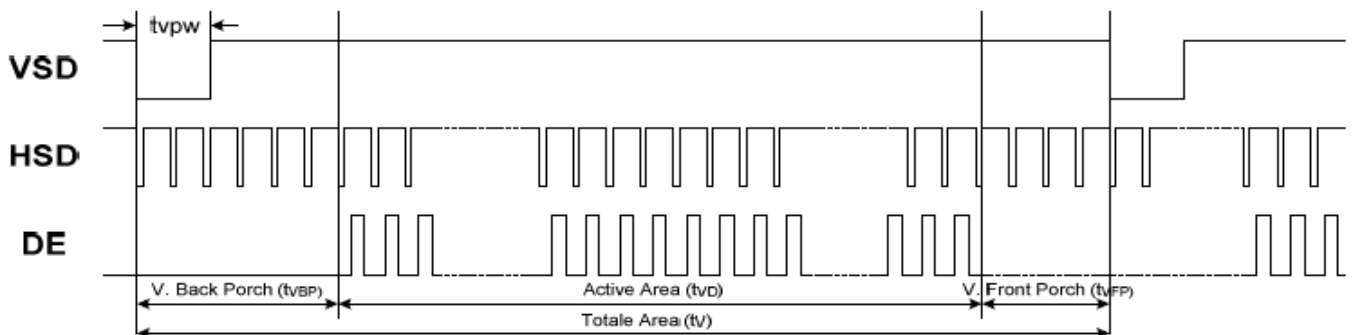 tvpw
VSD
HSD
DE
V. Back Porch (tVBP)
Active Area (tVD)
V. Front Porch (tVFP)
Totale Area (tV)